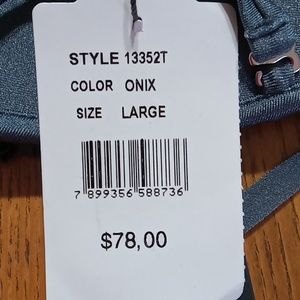 STYLE 13352T
COLOR ONIX
SIZE LARGE
7 899356 588736
$78,00